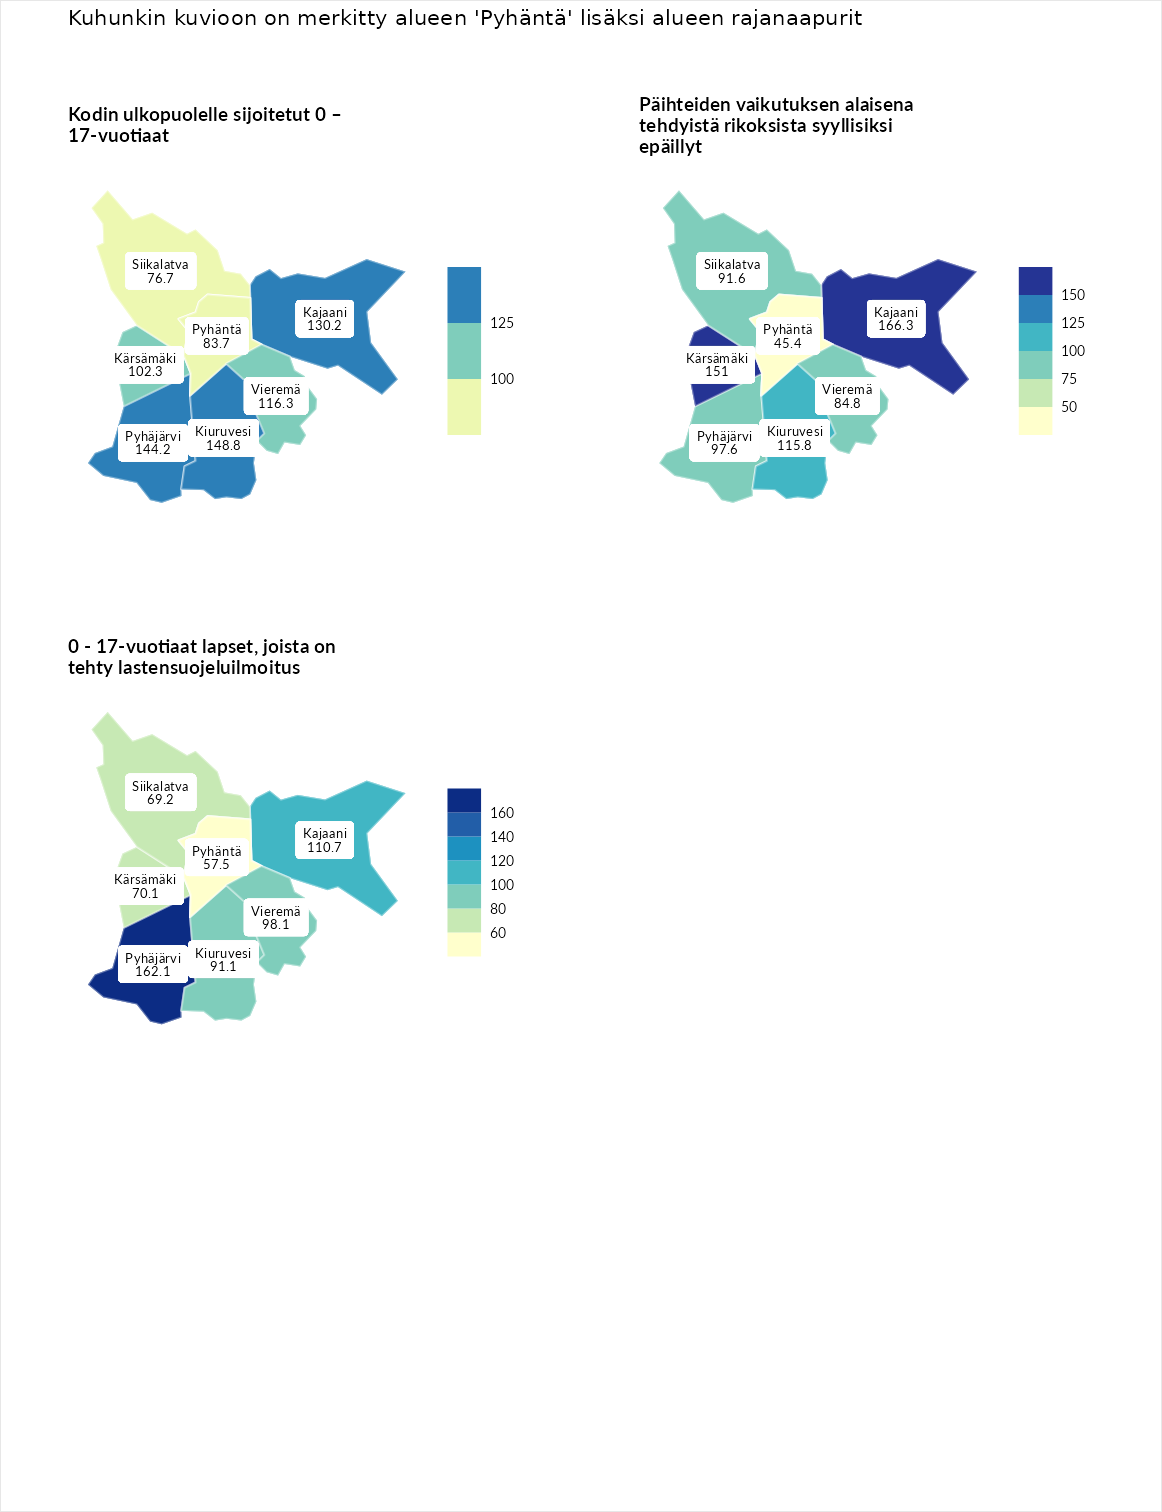 Kuhunkin kuvioon on merkitty alueen 'Pyhäntä' lisäksi alueen rajanaapurit
Kodin ulkopuolelle sijoitetut 0 –
17-vuotiaat
Siikalatva
76.7
Kajaani
130.2
Pyhäntä
83.7
Kärsämäki
102.3
Vieremä
116.3
Kiuruvesi
148.8
Pyhäjärvi
144.2
125
100
Päihteiden vaikutuksen alaisena
tehdyistä rikoksista syyllisiksi
epäillyt
Siikalatva
91.6
Kajaani
166.3
Pyhäntä
45.4
Kärsämäki
151
Vieremä
84.8
Kiuruvesi
115.8
Pyhäjärvi
97.6
150
125
100
75
50
0 - 17-vuotiaat lapset, joista on
tehty lastensuojeluilmoitus
Siikalatva
69.2
Kajaani
110.7
Pyhäntä
57.5
Kärsämäki
70.1
Vieremä
98.1
Kiuruvesi
91.1
Pyhäjärvi
162.1
160
140
120
100
80
60